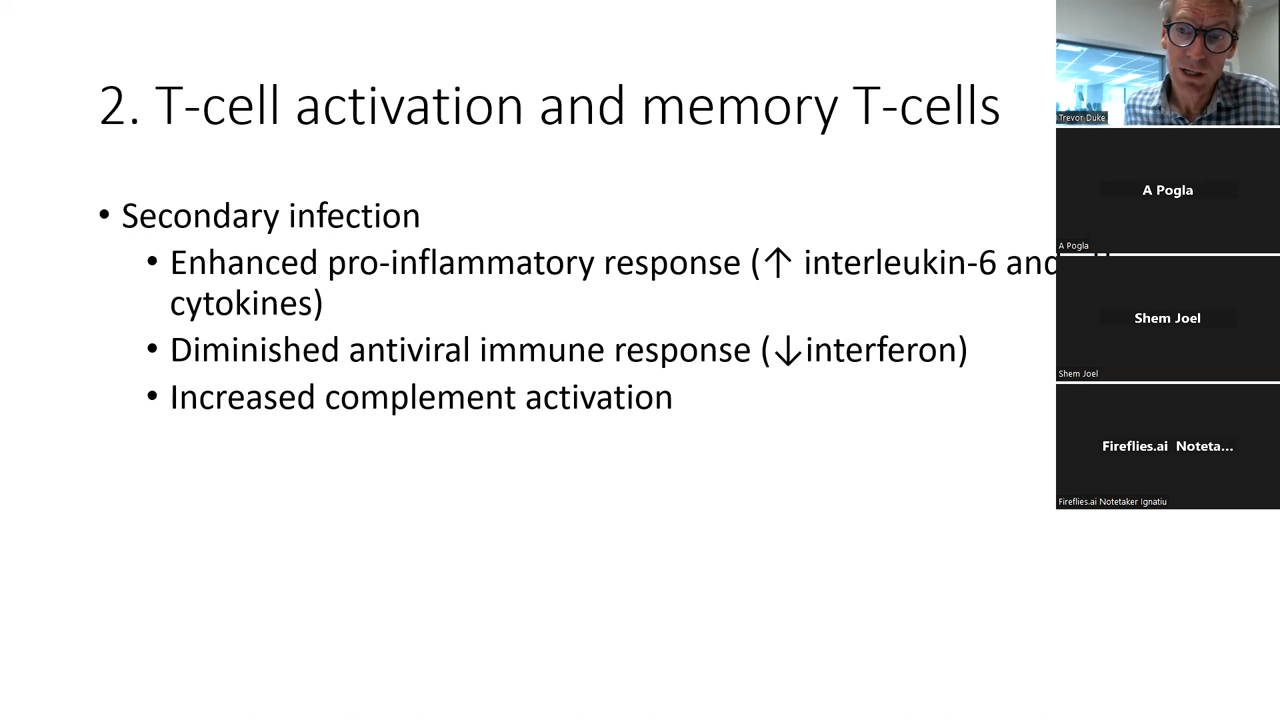 2. T-cell activation and memory T-cells
• Secondary infection
• Enhanced pro-inflammatory response (↑ interleukin-6 and
cytokines)
• Diminished antiviral immune response (↓interferon)
• Increased complement activation
Trevor Duke
A Pogla
A Pogla
Shem Joel
Shem Joel
Fireflies.ai Noteta...
Fireflies.ai Notetaker Ignatiu